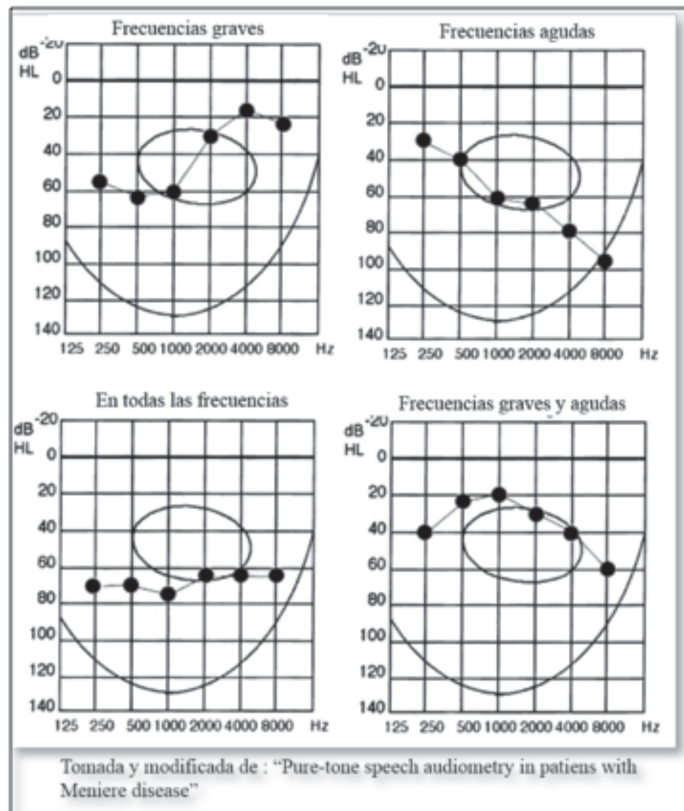 Frecuencias graves
dB -20
HL 0
20
40
60
80
100
120
140
125 250 500 1000 2000 4000 8000 Hz
Frecuencias agudas
dB -20
HL 0
20
40
60
80
100
120
140
125 250 500 1000 2000 4000 8000 Hz
En todas las frecuencias
dB -20
HL 0
20
40
60
80
100
120
140
125 250 500 1000 2000 4000 8000 Hz
Frecuencias graves y agudas
dB -20
HL 0
20
40
60
80
100
120
140
125 250 500 1000 2000 4000 8000 Hz
Tomada y modificada de : “Pure-tone speech audiometry in patiens with
Meniere disease”